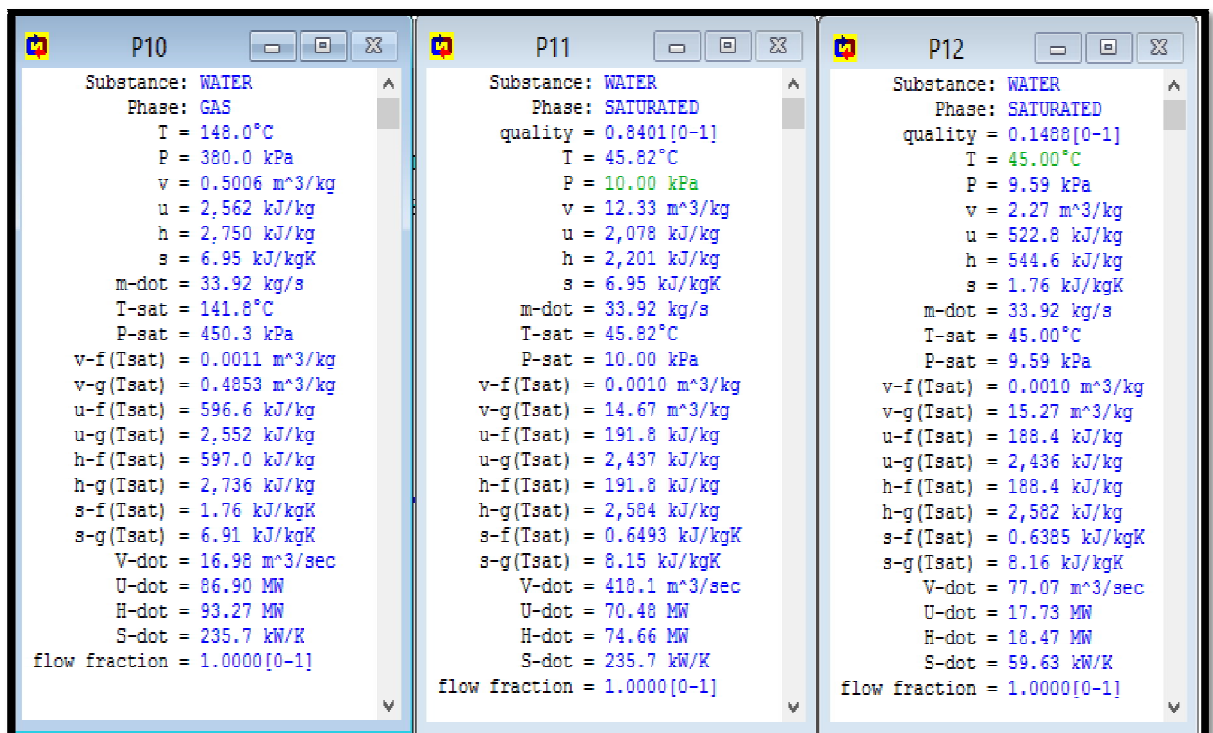 P10
Substance: WATER
Phase: GAS
T = 148.0°C
P = 380.0 kPa
v = 0.5006 m^3/kg
u = 2,562 kJ/kg
h = 2,750 kJ/kg
s = 6.95 kJ/kgK
m-dot = 33.92 kg/s
T-sat = 141.8°C
P-sat = 450.3 kPa
v-f(Tsat) = 0.0011 m^3/kg
v-g(Tsat) = 0.4853 m^3/kg
u-f(Tsat) = 596.6 kJ/kg
u-g(Tsat) = 2,552 kJ/kg
h-f(Tsat) = 597.0 kJ/kg
h-g(Tsat) = 2,736 kJ/kg
s-f(Tsat) = 1.76 kJ/kgK
s-g(Tsat) = 6.91 kJ/kgK
V-dot = 16.98 m^3/sec
U-dot = 86.90 MW
H-dot = 93.27 MW
S-dot = 235.7 kW/K
flow fraction = 1.0000[0-1]
P11
Substance: WATER
Phase: SATURATED
quality = 0.8401[0-1]
T = 45.82°C
P = 10.00 kPa
v = 12.33 m^3/kg
u = 2,078 kJ/kg
h = 2,201 kJ/kg
s = 6.95 kJ/kgK
m-dot = 33.92 kg/s
T-sat = 45.82°C
P-sat = 10.00 kPa
v-f(Tsat) = 0.0010 m^3/kg
v-g(Tsat) = 14.67 m^3/kg
u-f(Tsat) = 191.8 kJ/kg
u-g(Tsat) = 2,437 kJ/kg
h-f(Tsat) = 191.8 kJ/kg
h-g(Tsat) = 2,584 kJ/kg
s-f(Tsat) = 0.6493 kJ/kgK
s-g(Tsat) = 8.15 kJ/kgK
V-dot = 418.1 m^3/sec
U-dot = 70.48 MW
H-dot = 74.66 MW
S-dot = 235.7 kW/K
flow fraction = 1.0000[0-1]
P12
Substance: WATER
Phase: SATURATED
quality = 0.1488[0-1]
T = 45.00°C
P = 9.59 kPa
v = 2.27 m^3/kg
u = 522.8 kJ/kg
h = 544.6 kJ/kg
s = 1.76 kJ/kgK
m-dot = 33.92 kg/s
T-sat = 45.00°C
P-sat = 9.59 kPa
v-f(Tsat) = 0.0010 m^3/kg
v-g(Tsat) = 15.27 m^3/kg
u-f(Tsat) = 188.4 kJ/kg
u-g(Tsat) = 2,436 kJ/kg
h-f(Tsat) = 188.4 kJ/kg
h-g(Tsat) = 2,582 kJ/kg
s-f(Tsat) = 0.6385 kJ/kgK
s-g(Tsat) = 8.16 kJ/kgK
V-dot = 77.07 m^3/sec
U-dot = 17.73 MW
H-dot = 18.47 MW
S-dot = 59.63 kW/K
flow fraction = 1.0000[0-1]